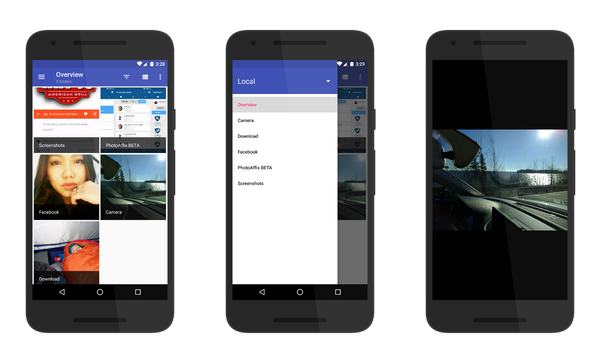 3:28
Overview
5 folders
AMERICAN GRILL
Screenshots
PhotoAffix BETA
Facebook
Camera
Download
3:29
Local
Overview
Camera
Download
Facebook
PhotoAffix BETA
Screenshots